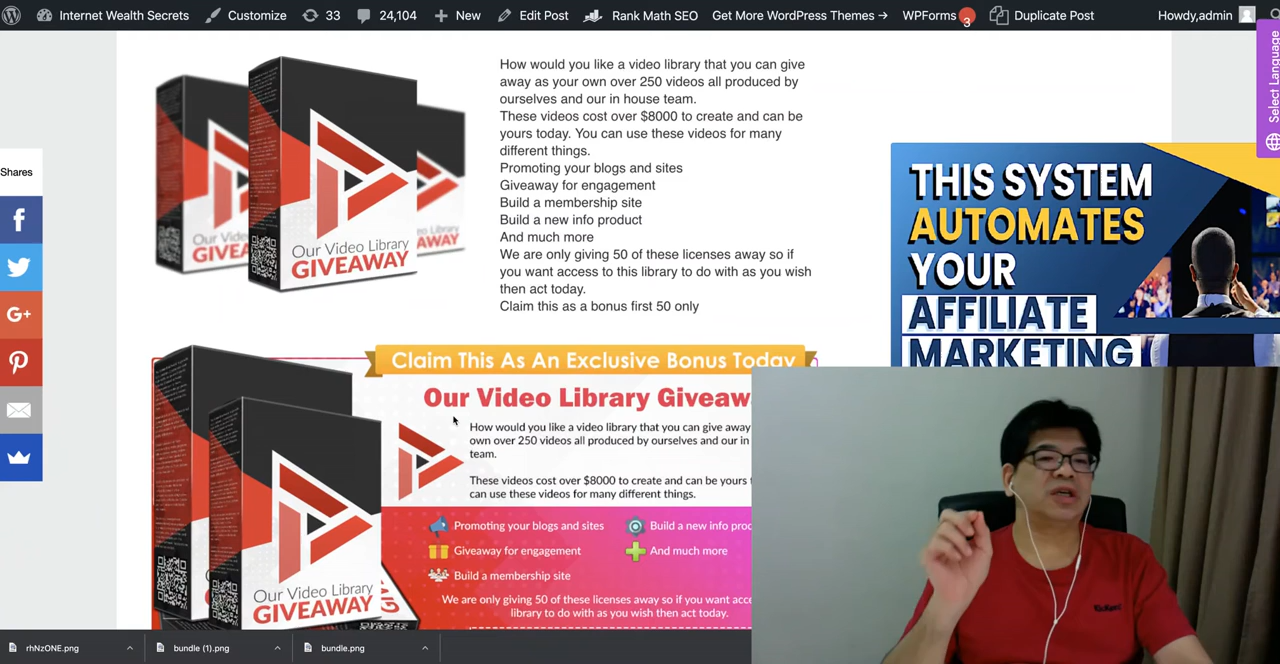 Internet Wealth Secrets
Customize
33
24,104
New
Edit Post
Rank Math SEO
Get More WordPress Themes →
WPForms
3
Duplicate Post
Howdy,admin
Select Language
Shares
Our Video Library
GIVEAWAY
How would you like a video library that you can give
away as your own over 250 videos all produced by
ourselves and our in house team.
These videos cost over $8000 to create and can be
yours today. You can use these videos for many
different things.
Promoting your blogs and sites
Giveaway for engagement
Build a membership site
Build a new info product
And much more
We are only giving 50 of these licenses away so if
you want access to this library to do with as you wish
then act today.
Claim this as a bonus first 50 only
THIS SYSTEM
AUTOMATES
YOUR
AFFILIATE
MARKETING
Claim This As An Exclusive Bonus Today
Our Video Library Giveaw
How would you like a video library that you can give away
own over 250 videos all produced by ourselves and our in
team.
These videos cost over $8000 to create and can be yours
can use these videos for many different things.
Promoting your blogs and sites
Build a new info
Giveaway for engagement
And much more
Build a membership site
We are only giving 50 of these licenses away so if you want
library to do with as you wish then act today.
Our Video Library
GIVEAWAY
rhNzONE.png
bundle (1).png
bundle.png